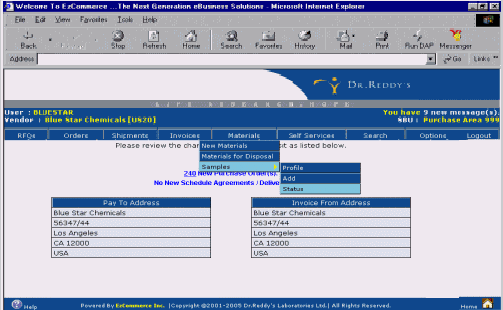 Welcome To EzCommerce ...The Next Generation eBusiness Solutions - Microsoft Internet Explorer
File Edit View Favorites Tools Help
Back Stop Refresh Home Search Favorites History Mail Print Run DAP Messenger
Address Go Links »
DR.REDDY'S
User : BLUESTAR You have 9 new message(s).
Vendor : Blue Star Chemicals [US20] SBU : Purchase Area 999
RFQs Orders Shipments Invoices Materials Self Services Search Options Logout
Please review the char it as listed below.
New Materials
Materials for Disposal
Samples
Profile
Add
Status
240 New Purchase Order(s).
No New Schedule Agreements / Delive
Pay To Address
Blue Star Chemicals
56347/44
Los Angeles
CA 12000
USA
Invoice From Address
Blue Star Chemicals
56347/44
Los Angeles
CA 12000
USA
Help Powered By EzCommerce Inc. |Copyright @2001-2005 Dr.Reddy's Laboratories Ltd.| All Rights Reserved. Home